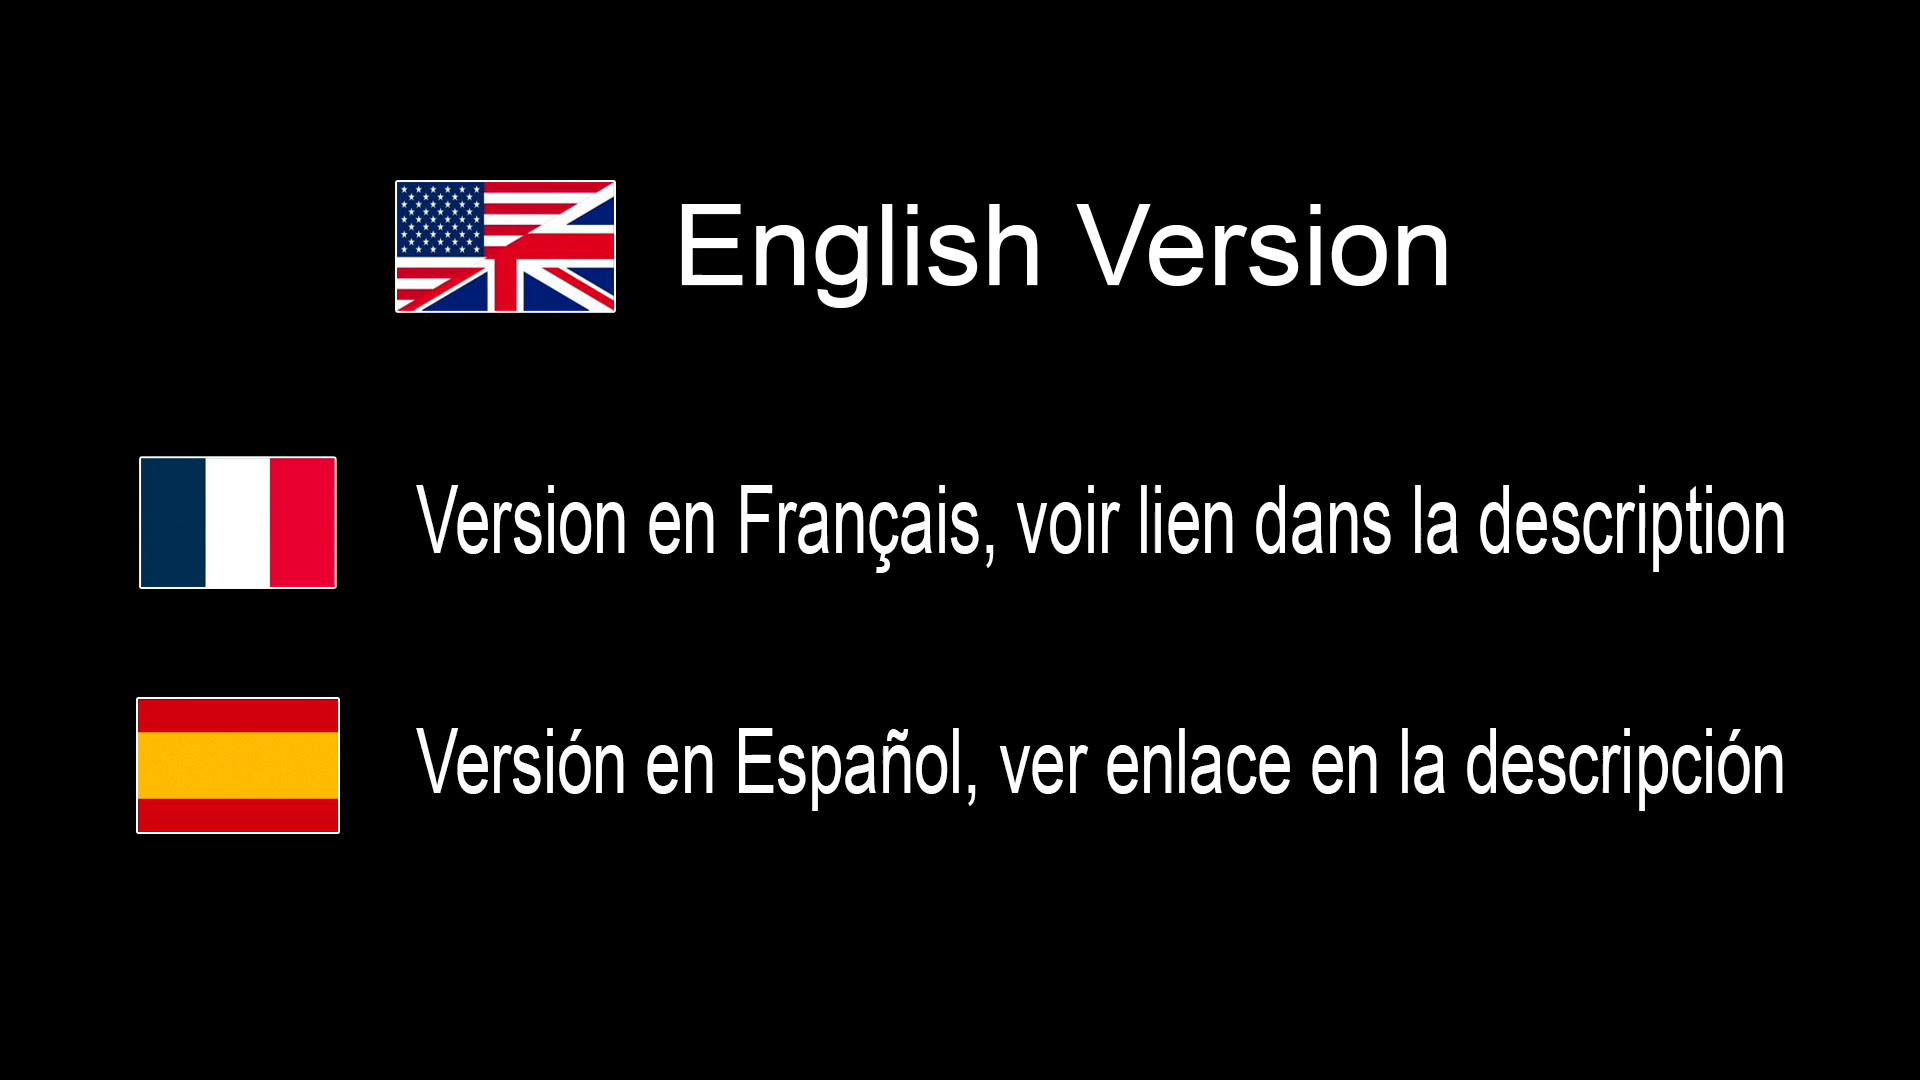 English Version
Version en Français, voir lien dans la description
Versión en Español, ver enlace en la descripción